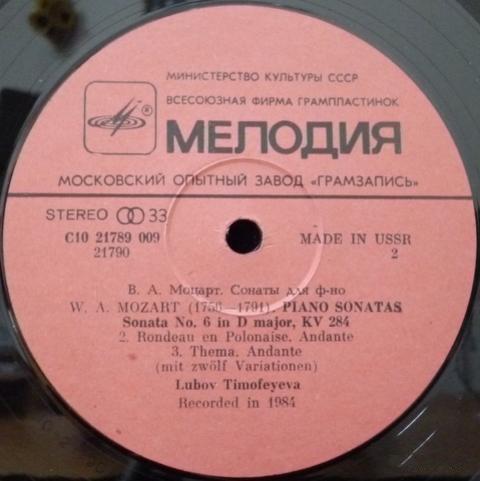 МИНИСТЕРСТВО КУЛЬТУРЫ СССР
ВСЕСОЮЗНАЯ ФИРМА ГРАМПЛАСТИНОК
МЕЛОДИЯ
®
МОСКОВСКИЙ ОПЫТНЫЙ ЗАВОД «ГРАМЗАПИСЬ»
STEREO 33
С10 21789 009
21790
MADE IN USSR
2
В. А. Моцарт. Сонаты для ф-но
W. A. MOZART (1756—1791). PIANO SONATAS
Sonata No. 6 in D major, KV 284
2. Rondeau en Polonaise. Andante
3. Thema. Andante
(mit zwölf Variationen)
Lubov Timofeyeva
Recorded in 1984